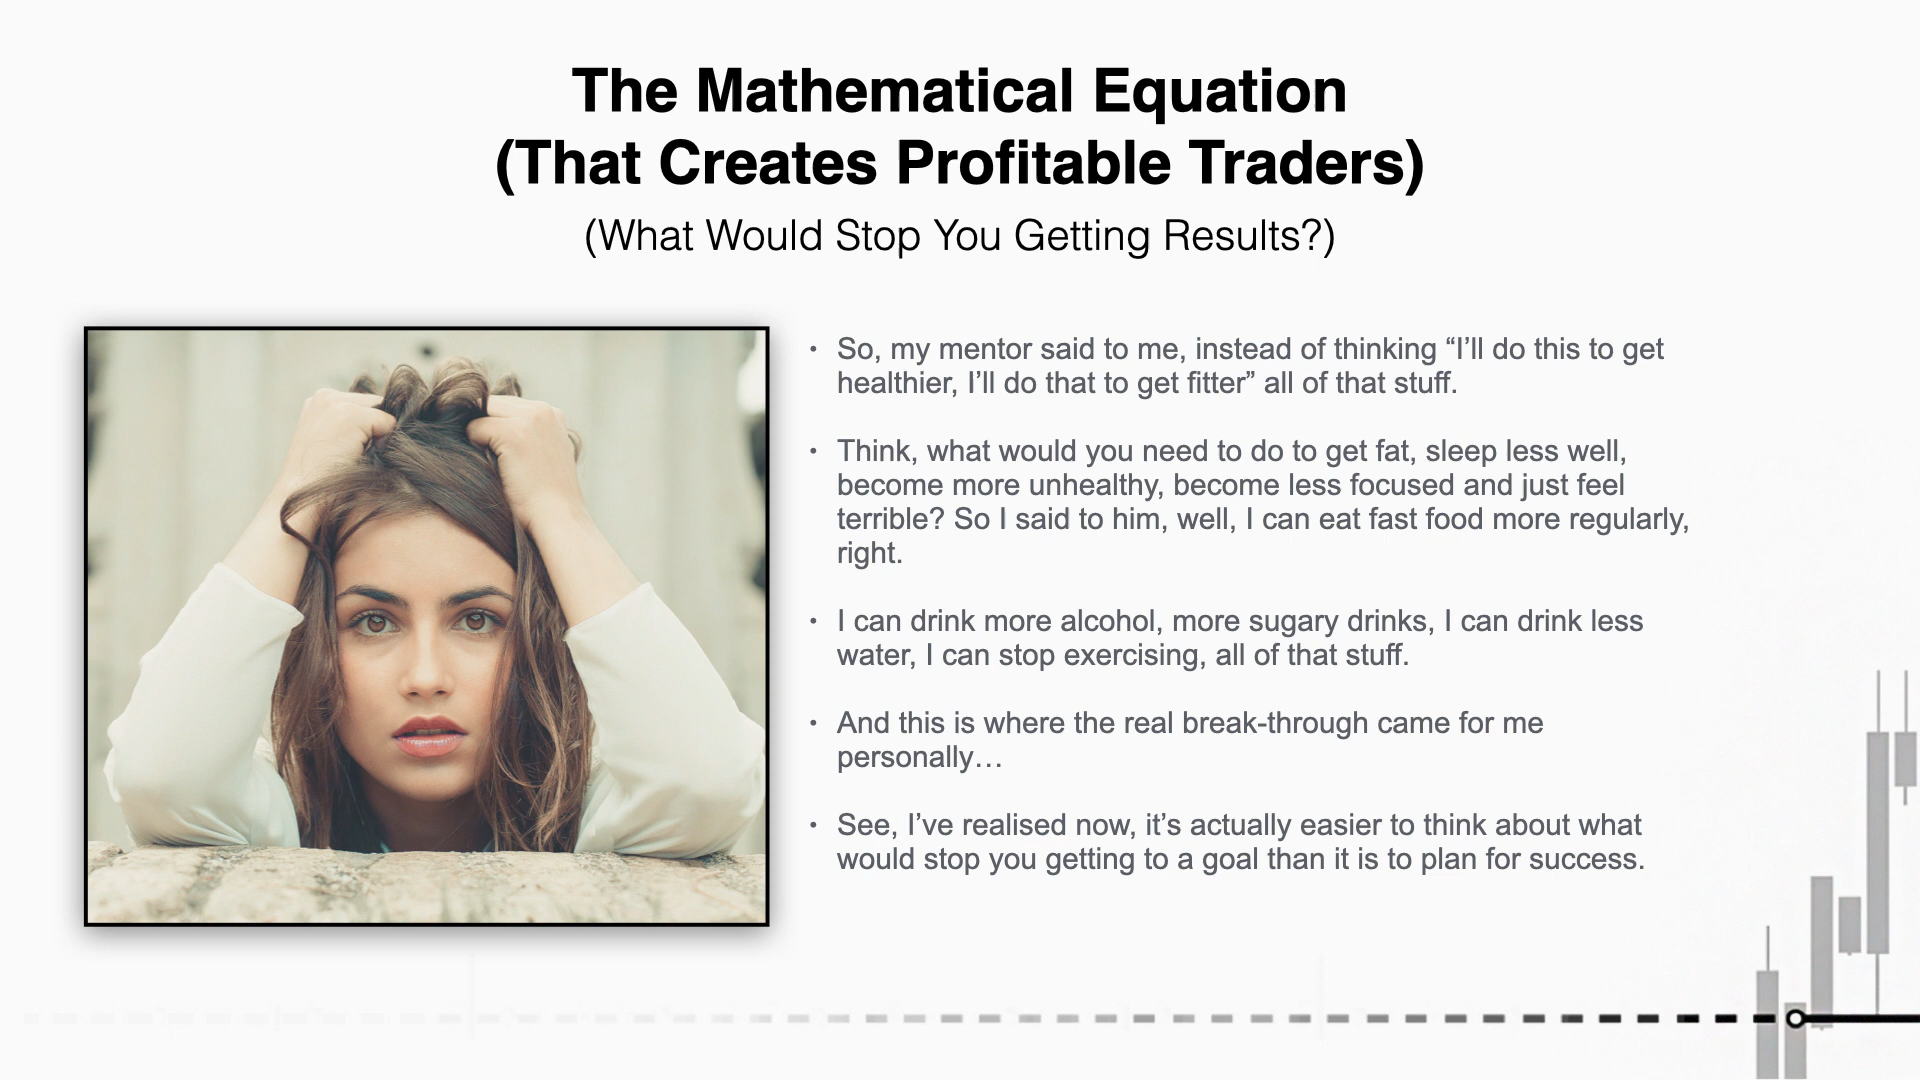 The Mathematical Equation
(That Creates Profitable Traders)
(What Would Stop You Getting Results?)
• So, my mentor said to me, instead of thinking “I’ll do this to get
healthier, I’ll do that to get fitter” all of that stuff.
• Think, what would you need to do to get fat, sleep less well,
become more unhealthy, become less focused and just feel
terrible? So I said to him, well, I can eat fast food more regularly,
right.
• I can drink more alcohol, more sugary drinks, I can drink less
water, I can stop exercising, all of that stuff.
• And this is where the real break-through came for me
personally…
• See, I’ve realised now, it’s actually easier to think about what
would stop you getting to a goal than it is to plan for success.